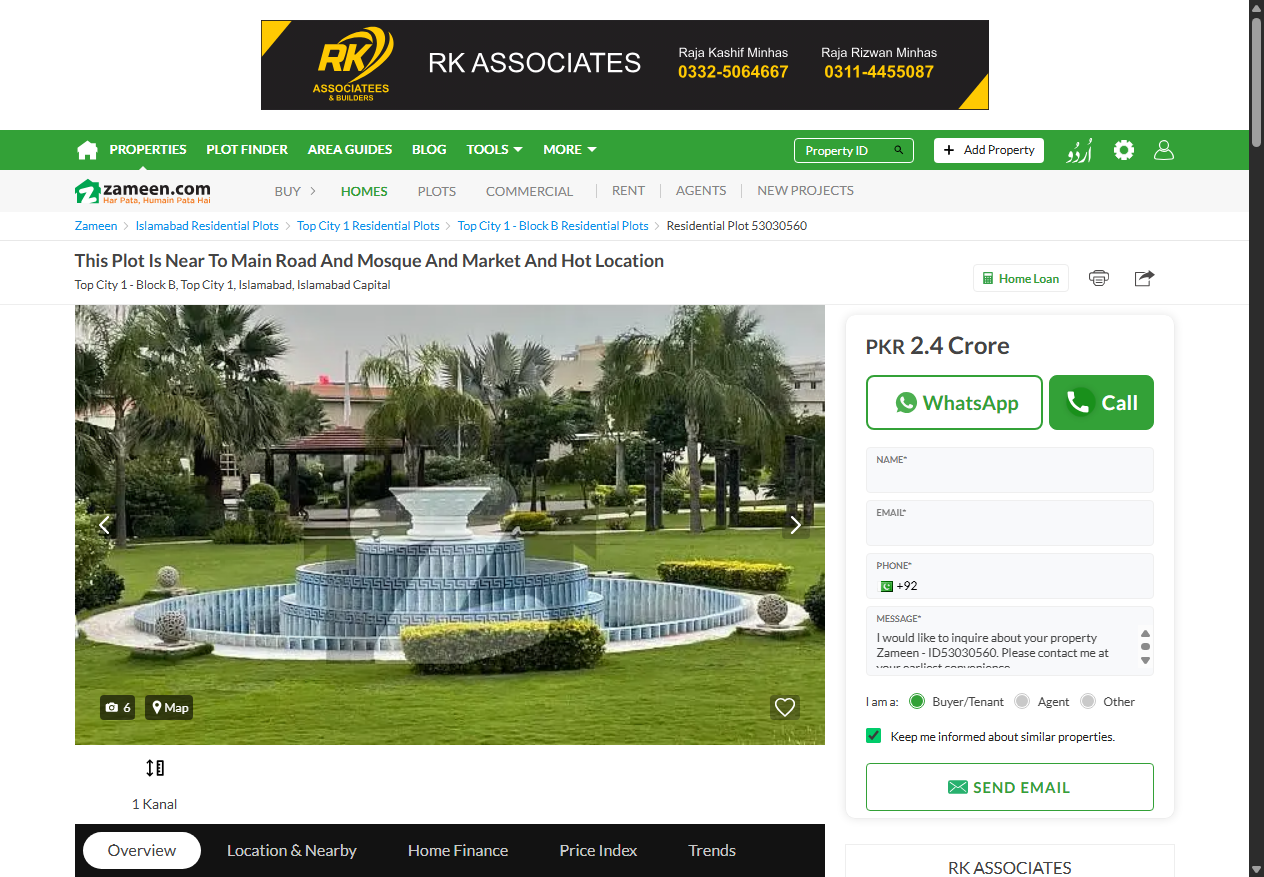 RK
ASSOCIATEES
& BUILDERS
RK ASSOCIATES
Raja Kashif Minhas
0332-5064667
Raja Rizwan Minhas
0311-4455087
PROPERTIES PLOT FINDER AREA GUIDES BLOG TOOLS MORE
Property ID
+ Add Property
اُردُو
zameen.com
Har Pata, Humain Pata Hai
BUY HOMES PLOTS COMMERCIAL RENT AGENTS NEW PROJECTS
Zameen > Islamabad Residential Plots > Top City 1 Residential Plots > Top City 1 - Block B Residential Plots > Residential Plot 53030560
This Plot Is Near To Main Road And Mosque And Market And Hot Location
Top City 1 - Block B, Top City 1, Islamabad, Islamabad Capital
Home Loan
6
Map
1 Kanal
Overview Location & Nearby Home Finance Price Index Trends
PKR 2.4 Crore
WhatsApp
Call
NAME*
EMAIL*
PHONE*
+92
MESSAGE*
I would like to inquire about your property
Zameen - ID53030560. Please contact me at
your earliest convenience.
I am a: Buyer/Tenant Agent Other
Keep me informed about similar properties.
SEND EMAIL
RK ASSOCIATES